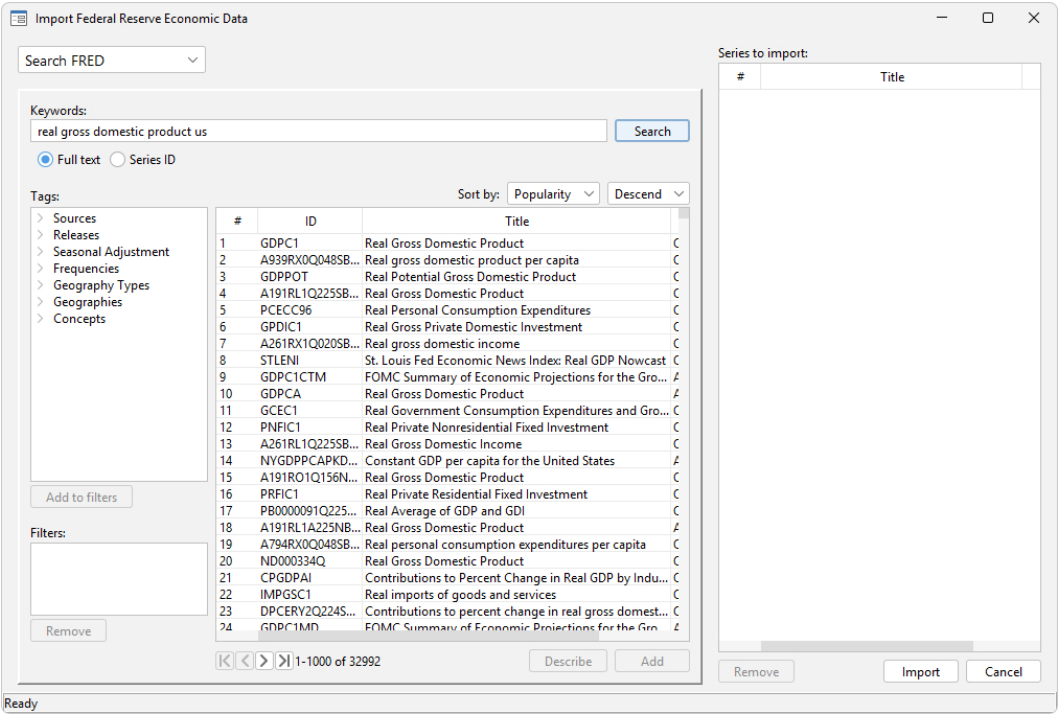 Import Federal Reserve Economic Data
Search FRED
Keywords:
real gross domestic product us
Search
Full text
Series ID
Tags:
Sources
Releases
Seasonal Adjustment
Frequencies
Geography Types
Geographies
Concepts
Add to filters
Filters:
Remove
Sort by: Popularity Descend
# ID Title
1 GDPC1 Real Gross Domestic Product C
2 A939RX0Q048SB... Real gross domestic product per capita C
3 GDPPOT Real Potential Gross Domestic Product C
4 A191RL1Q225SB... Real Gross Domestic Product C
5 PCECC96 Real Personal Consumption Expenditures C
6 GPDIC1 Real Gross Private Domestic Investment C
7 A261RX1Q020SB... Real gross domestic income C
8 STLENI St. Louis Fed Economic News Index: Real GDP Nowcast C
9 GDPC1CTM FOMC Summary of Economic Projections for the Gro... A
10 GDPCA Real Gross Domestic Product A
11 GCEC1 Real Government Consumption Expenditures and Gro... C
12 PNFIC1 Real Private Nonresidential Fixed Investment C
13 A261RL1Q225SB... Real Gross Domestic Income C
14 NYGDPPCAPKD... Constant GDP per capita for the United States A
15 A191RO1Q156N... Real Gross Domestic Product C
16 PRFIC1 Real Private Residential Fixed Investment C
17 PB0000091Q225... Real Average of GDP and GDI C
18 A191RL1A225NB... Real Gross Domestic Product A
19 A794RX0Q048SB... Real personal consumption expenditures per capita C
20 ND000334Q Real Gross Domestic Product C
21 CPGDPAI Contributions to Percent Change in Real GDP by Indu... C
22 IMPGSC1 Real imports of goods and services C
23 DPCERY2Q224S... Contributions to percent change in real gross domest... C
24 GDPC1MD FOMC Summary of Economic Projections for the Gro... A
1-1000 of 32992
Describe
Add
Series to import:
# Title
Remove
Import
Cancel
Ready